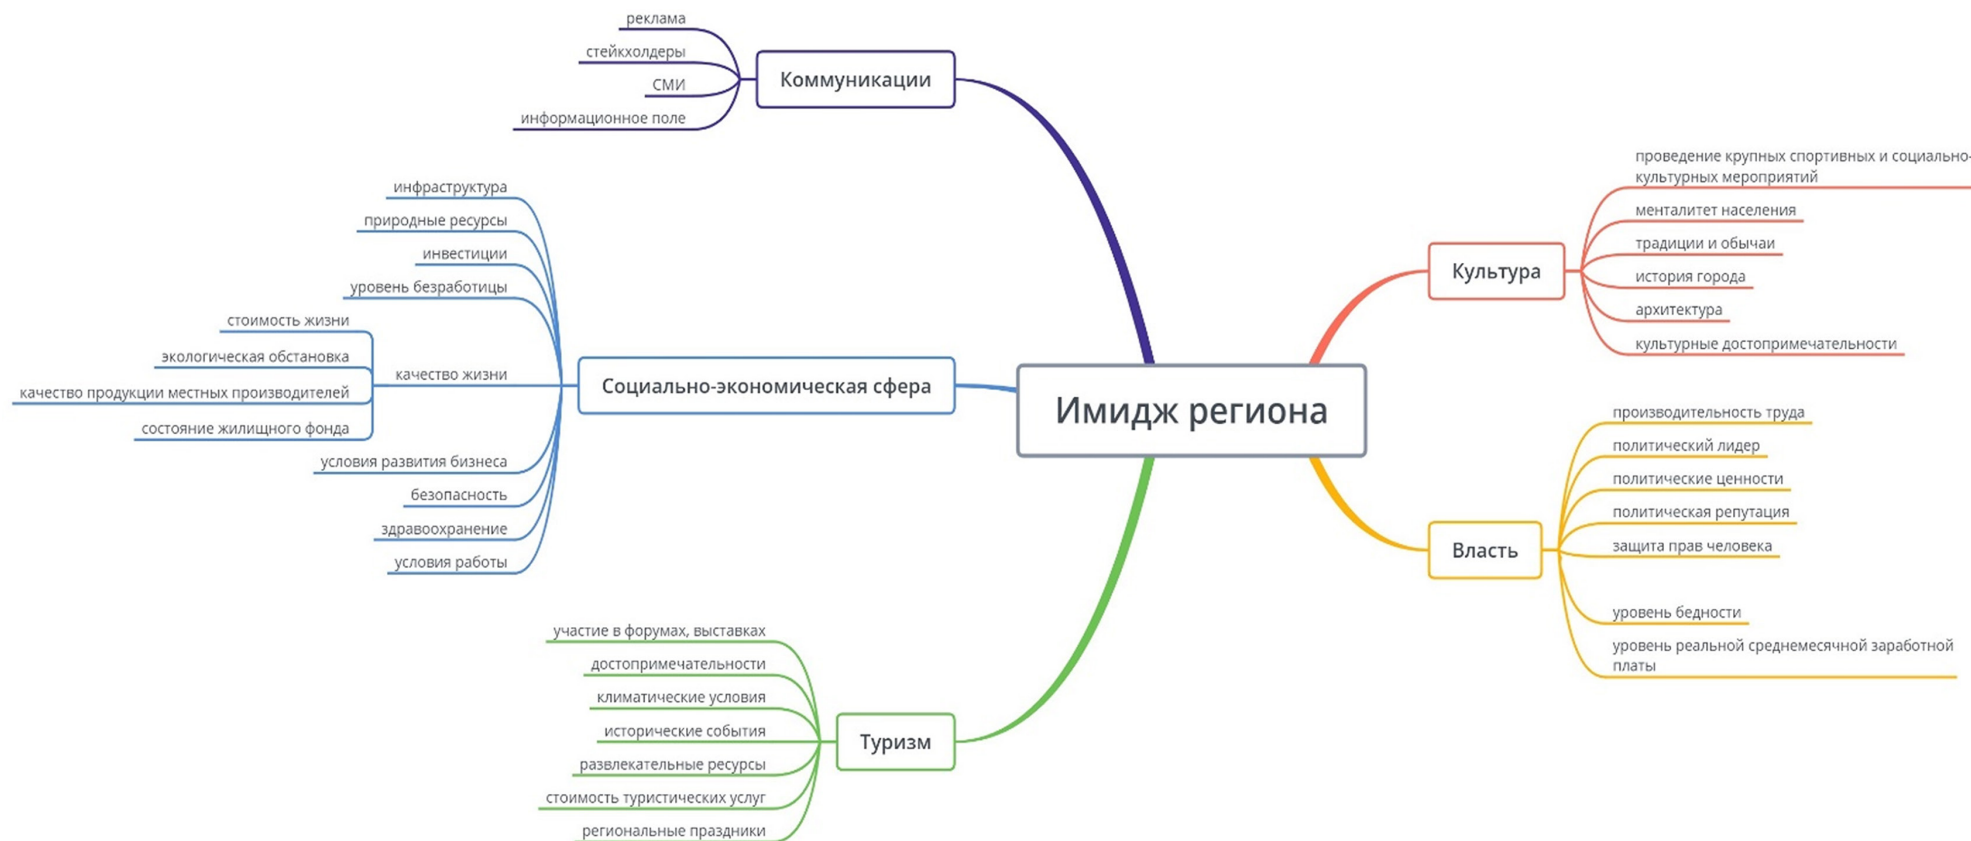 реклама
стейкхолдеры
СМИ
информационное поле
Коммуникации
инфраструктура
природные ресурсы
инвестиции
уровень безработицы
стоимость жизни
экологическая обстановка
качество продукции местных производителей
состояние жилищного фонда
качество жизни
условия развития бизнеса
безопасность
здравоохранение
условия работы
Социально-экономическая сфера
участие в форумах, выставках
достопримечательности
климатические условия
исторические события
развлекательные ресурсы
стоимость туристических услуг
региональные праздники
Туризм
Имидж региона
Культура
проведение крупных спортивных и социально-
культурных мероприятий
менталитет населения
традиции и обычаи
история города
архитектура
культурные достопримечательности
Власть
производительность труда
политический лидер
политические ценности
политическая репутация
защита прав человека
уровень бедности
уровень реальной среднемесячной заработной
платы